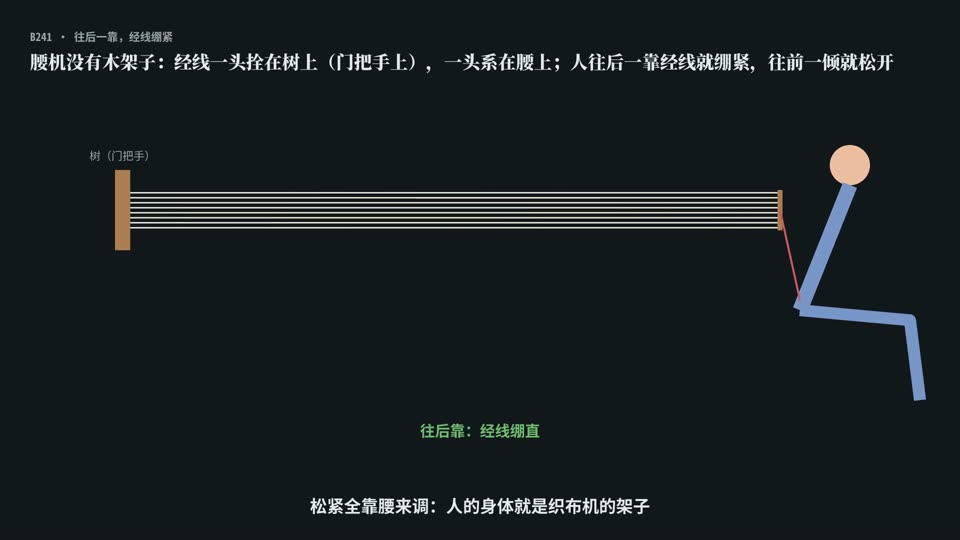 B241 · 往后一靠，经线绷紧
腰机没有木架子：经线一头拴在树上（门把手上），一头系在腰上；人往后一靠经线就绷紧，往前一倾就松开
树（门把手）
往后靠：经线绷直
松紧全靠腰来调：人的身体就是织布机的架子